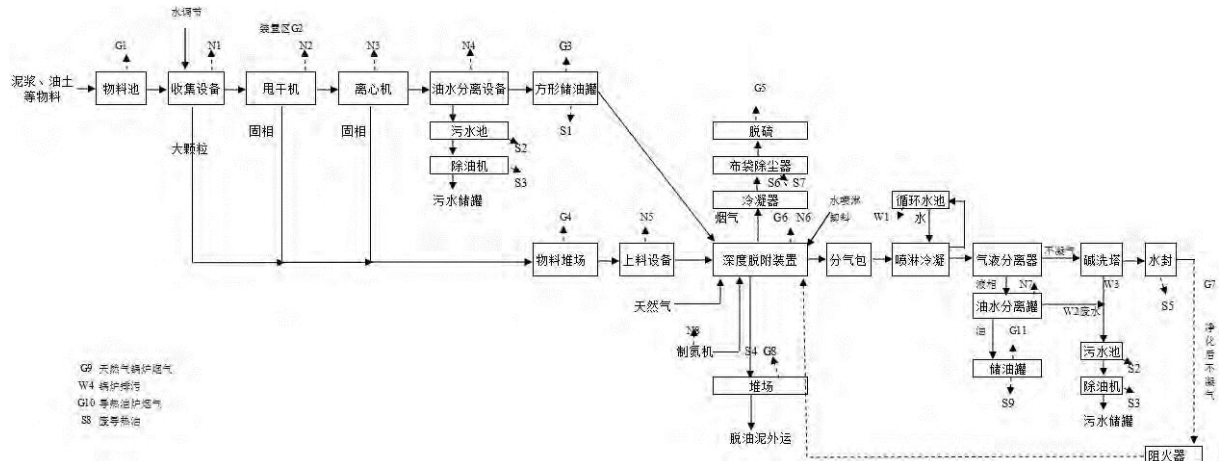 水调节
装置区G2
G1
N1
N2
N3
N4
G3
泥浆、油土
等物料
物料池
收集设备
甩干机
离心机
油水分离设备
方形储油罐
G5
大颗粒
固相
固相
污水池
S2
S1
脱硫
除油机
S3
布袋除尘器
S6、S7
污水储罐
冷凝器
烟气
G4
N5
G6
N6
水喷淋
W1
循环水池
水
物料堆场
上料设备
深度脱附装置
分气包
喷淋冷凝
气液分离器
不凝气
碱洗塔
水封
天然气
液相
N7
W3
S5
G7
油水分离罐
W2废水
净化后不凝气
N8
制氮机
S4
G8
油
G11
污水池
S2
堆场
储油罐
除油机
S3
S9
污水储罐
脱油泥外运
阻火器
G9 天然气锅炉烟气
W4 锅炉排污
G10 导热油炉烟气
S8 废导热油